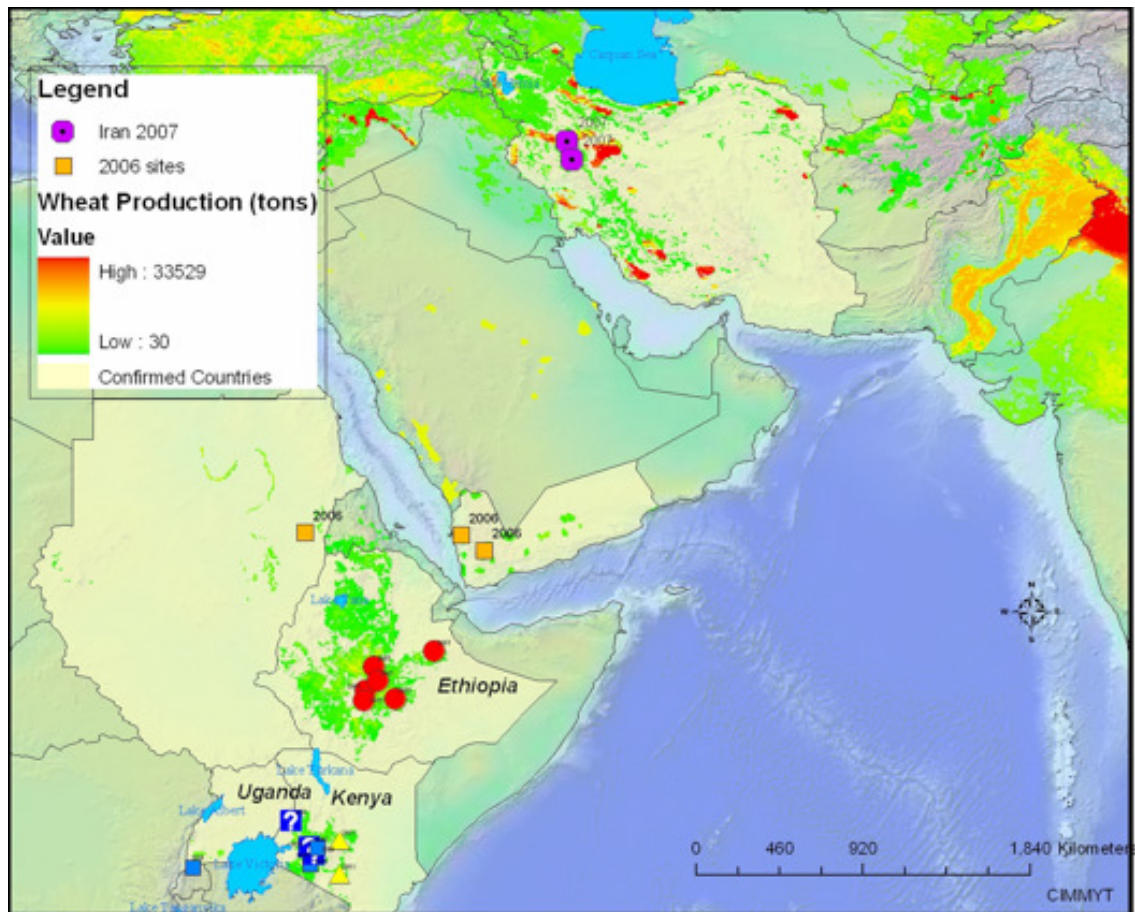 Legend
Iran 2007
2006 sites
Wheat Production (tons)
Value
High : 33529
Low : 30
Confirmed Countries
Caspian Sea
2007
2007
2006
2006
2006
Ethiopia
Lake Turkana
Uganda
Kenya
Lake Albert
Lake Victoria
Lake Tanganyika
N
W
E
S
0
460
920
1,840 Kilometers
CIMMYT